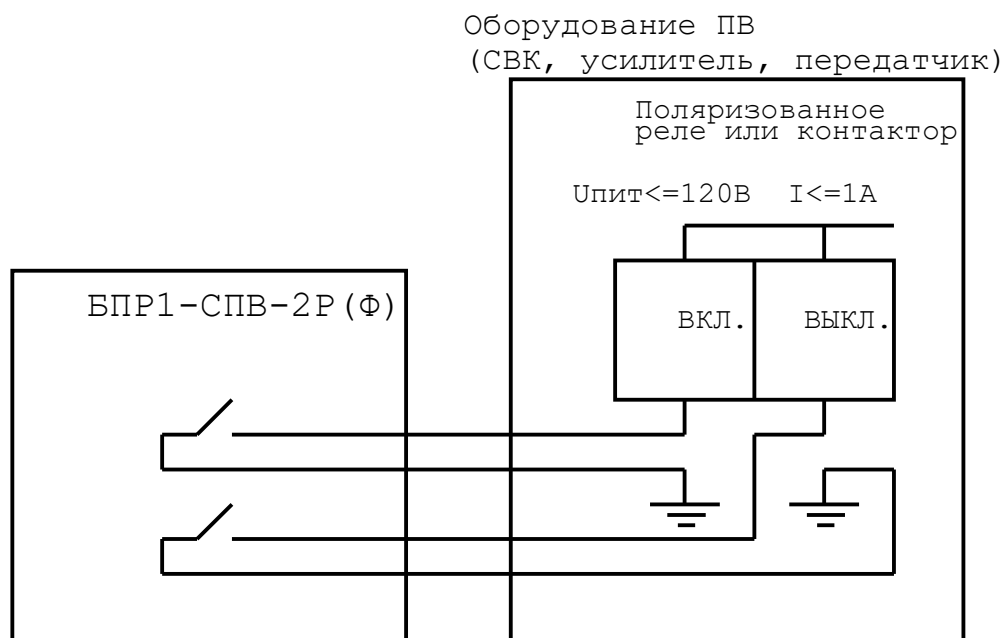 Оборудование ПВ
(СВК, усилитель, передатчик)
Поляризованное
реле или контактор
Uпит<=120В I<=1А
БПР1-СПВ-2Р(Ф)
ВКЛ. ВЫКЛ.